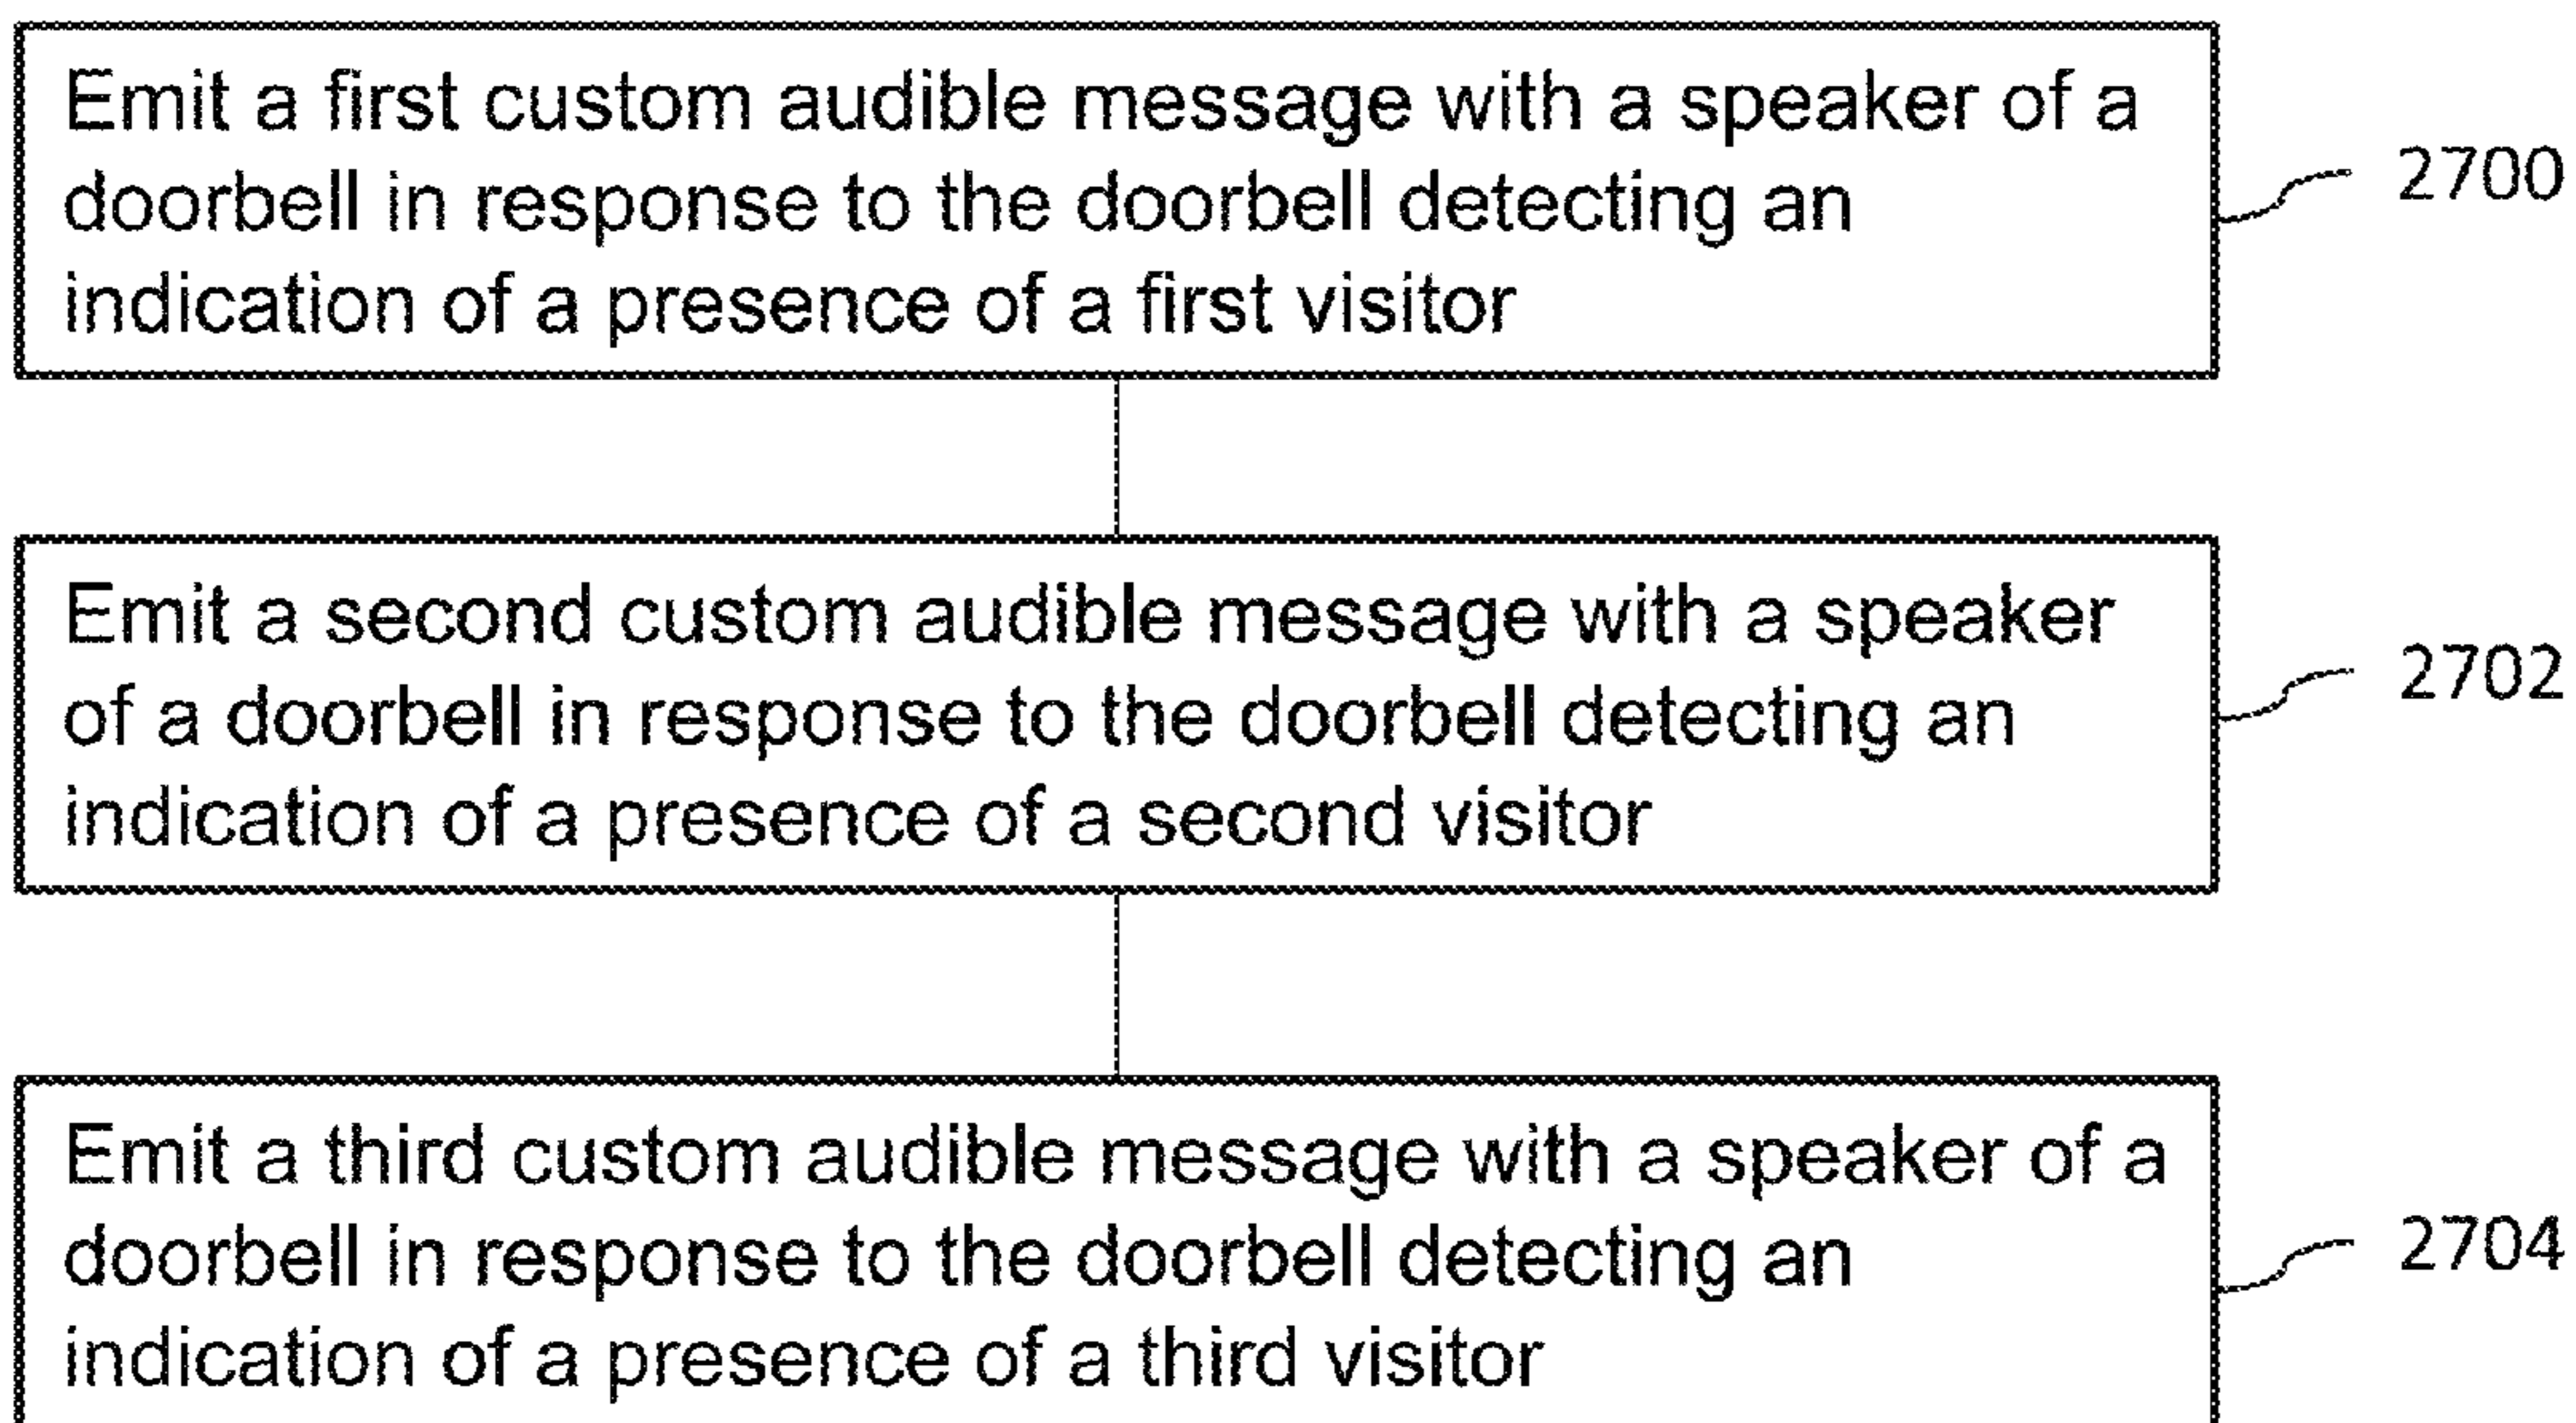 Emit a first custom audible message with a speaker of a
doorbell in response to the doorbell detecting an
indication of a presence of a first visitor
2700
Emit a second custom audible message with a speaker
of a doorbell in response to the doorbell detecting an
indication of a presence of a second visitor
2702
Emit a third custom audible message with a speaker of a
doorbell in response to the doorbell detecting an
indication of a presence of a third visitor
2704